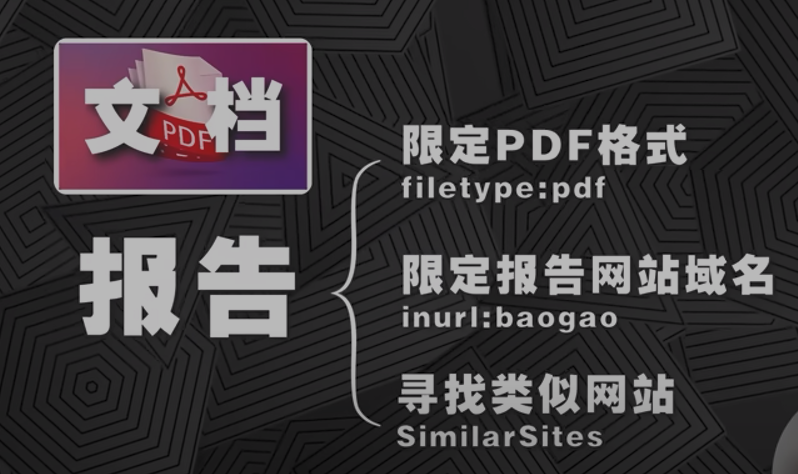 文档
PDF
报告
限定PDF格式
filetype:pdf
限定报告网站域名
inurl:baogao
寻找类似网站
SimilarSites